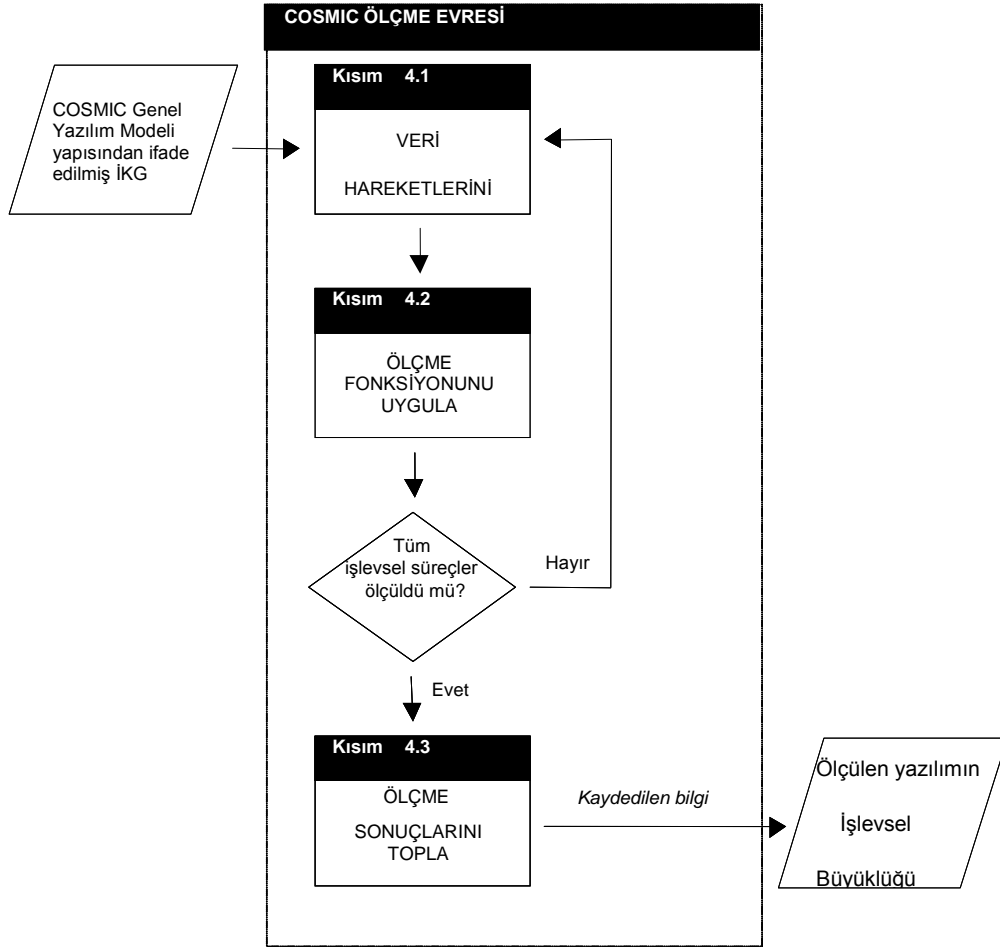 COSMIC ÖLÇME EVRESİ
COSMIC Genel
Yazılım Modeli
yapısından ifade
edilmiş İKG
Kısım 4.1
VERİ
HAREKETLERİNİ
Kısım 4.2
ÖLÇME
FONKSİYONUNU
UYGULA
Tüm
işlevsel süreçler
ölçüldü mü?
Hayır
Evet
Kısım 4.3
ÖLÇME
SONUÇLARINI
TOPLA
Kaydedilen bilgi
Ölçülen yazılımın
İşlevsel
Büyüklüğü